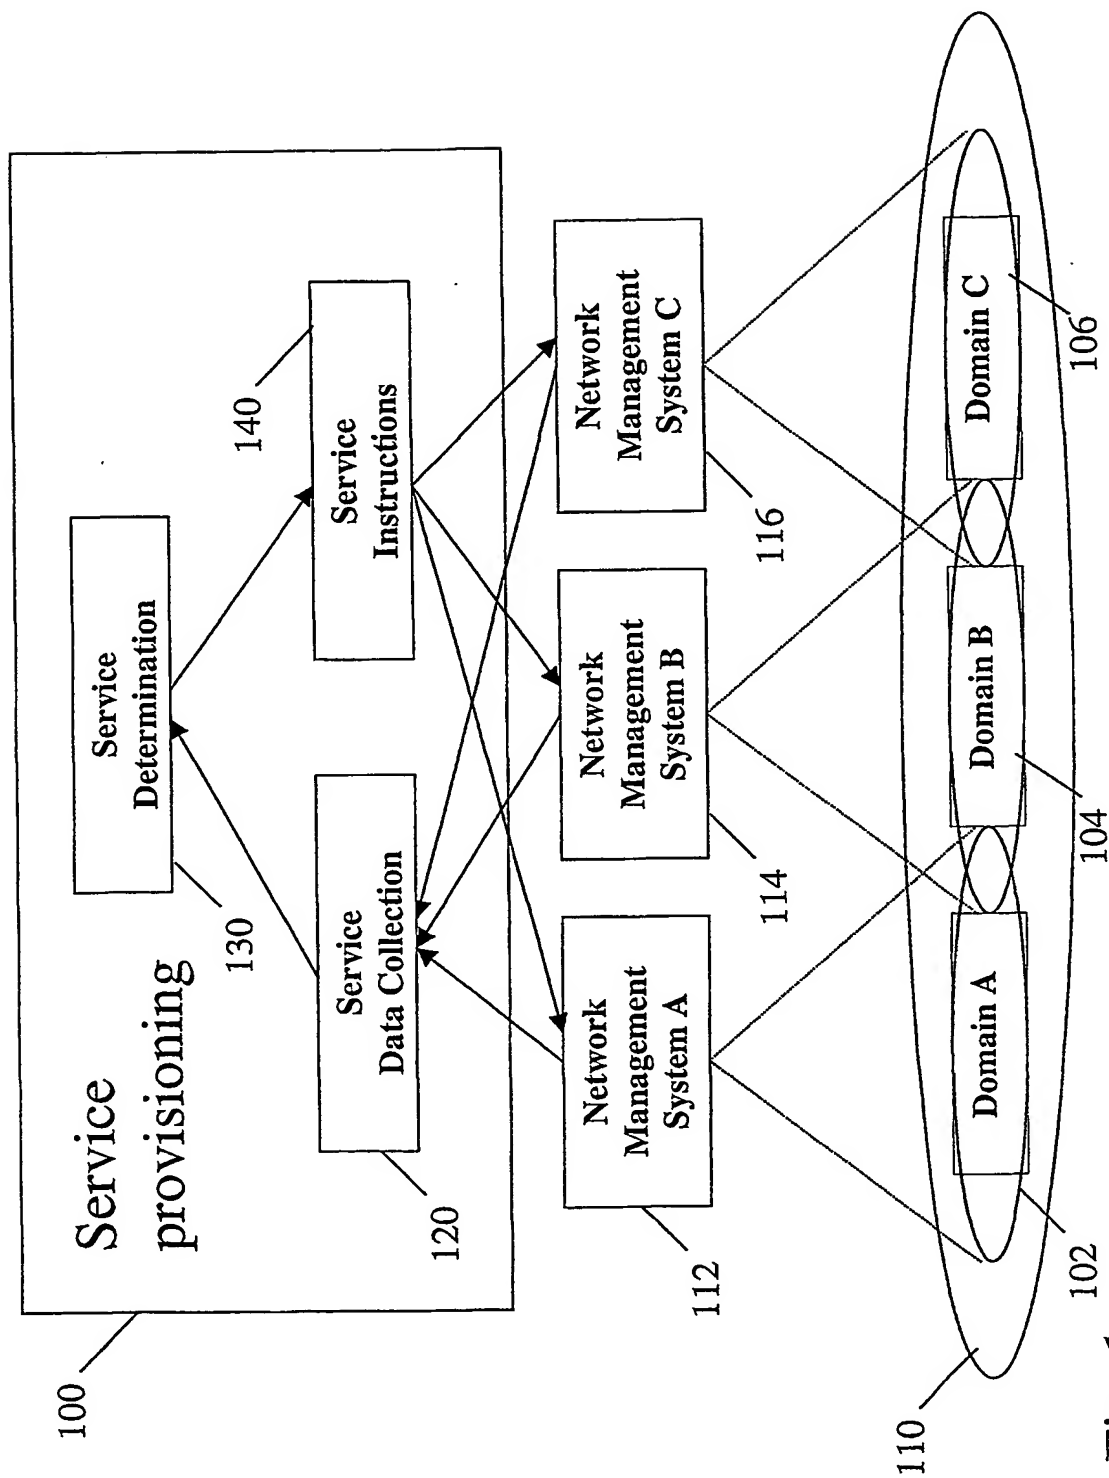 100
Service
provisioning
130
Service
Determination
140
120
Service
Data Collection
Service
Instructions
112
Network
Management
System A
114
Network
Management
System B
116
Network
Management
System C
110
102
Domain A
104
Domain B
106
Domain C